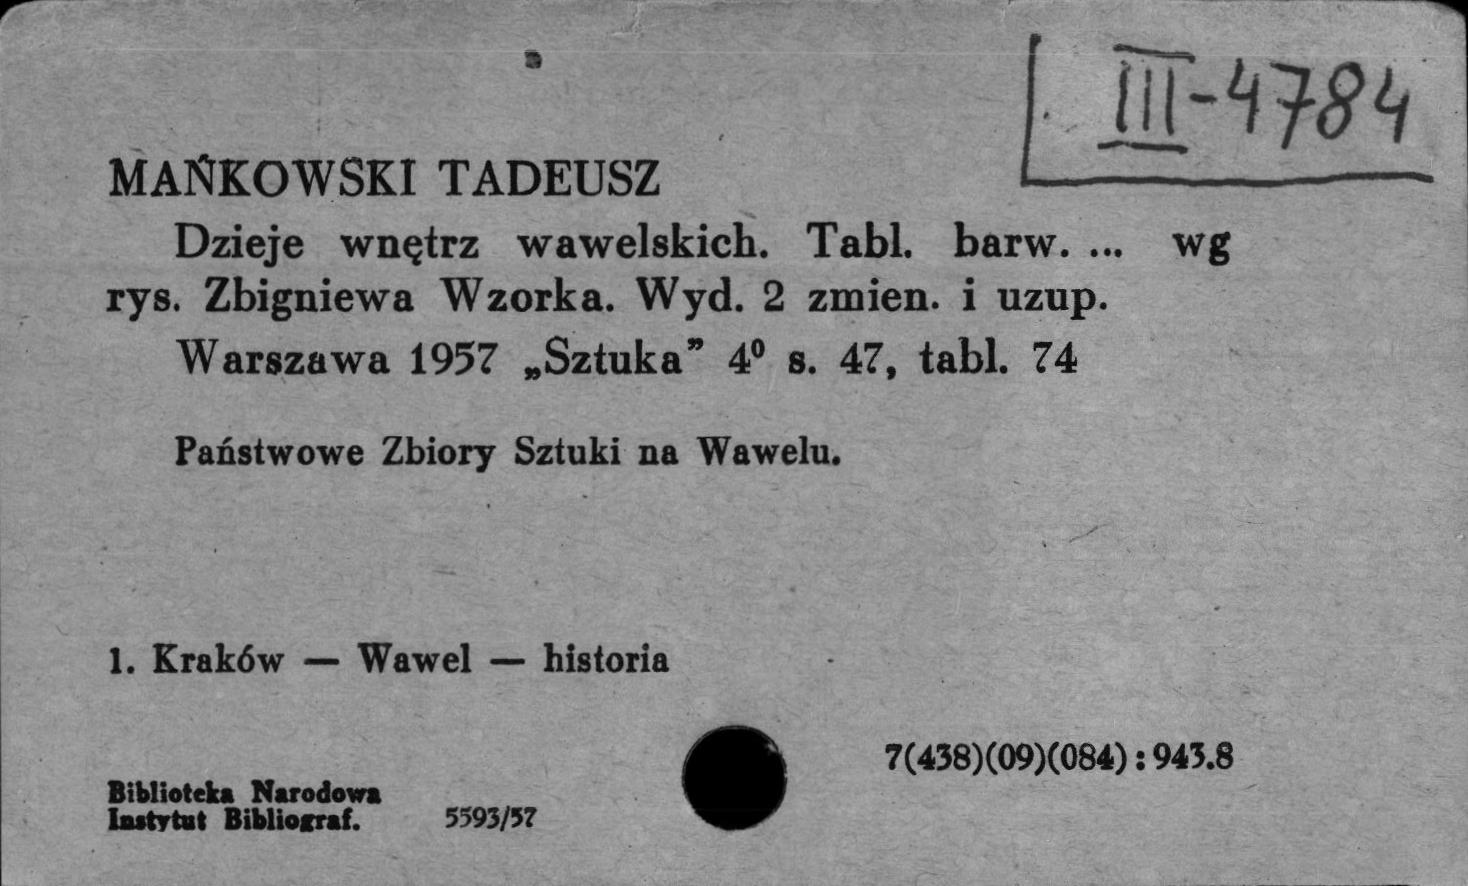 III-4784
MAŃKOWSKI TADEUSZ
Dzieje wnętrz wawelskich. Tabl. barw. ... wg
rys. Zbigniewa Wzorka. Wyd. 2 zmien. i uzup.
Warszawa 1957 „Sztuka” 4⁰ s. 47, tabl. 74
Państwowe Zbiory Sztuki na Wawelu.
1. Kraków — Wawel — historia
7(438)(09)(084) : 943.8
Biblioteka Narodowa
Instytut Bibliograf. 5593/57